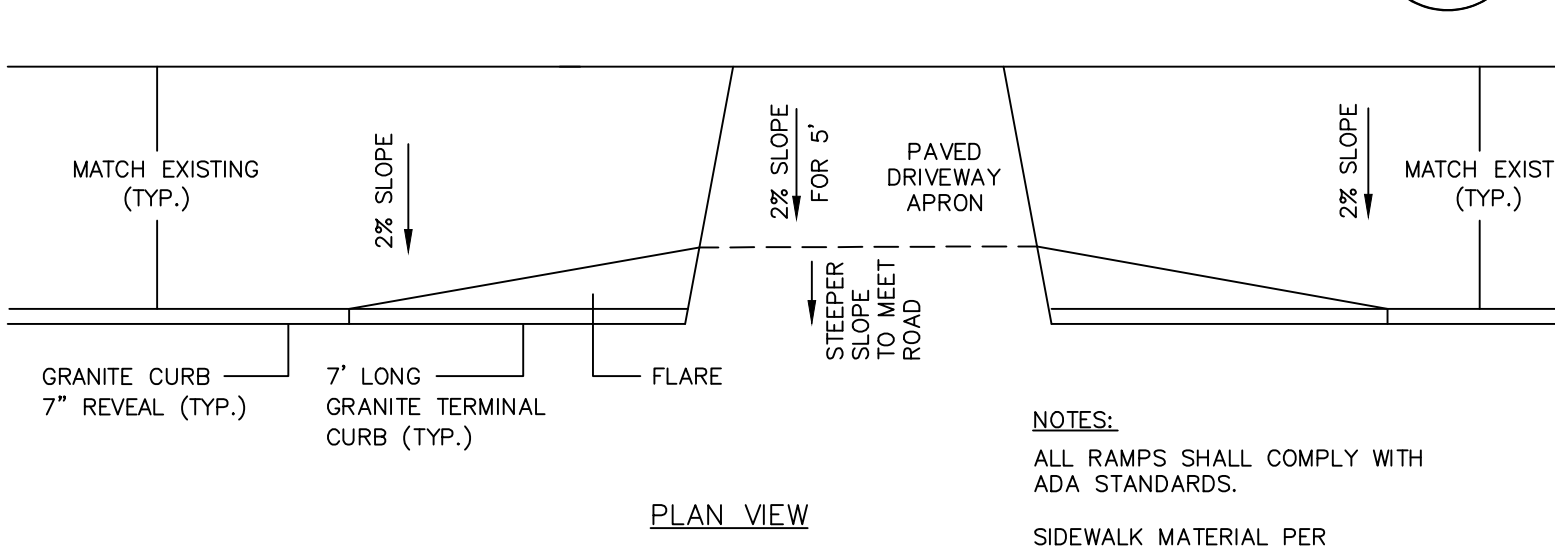 MATCH EXISTING
(TYP.)
2% SLOPE
2% SLOPE
FOR 5'
PAVED
DRIVEWAY
APRON
2% SLOPE
MATCH EXIST
(TYP.)
STEEPER
SLOPE
TO MEET
ROAD
GRANITE CURB
7” REVEAL (TYP.)
7’ LONG
GRANITE TERMINAL
CURB (TYP.)
FLARE
NOTES:
ALL RAMPS SHALL COMPLY WITH
ADA STANDARDS.
SIDEWALK MATERIAL PER
PLAN VIEW